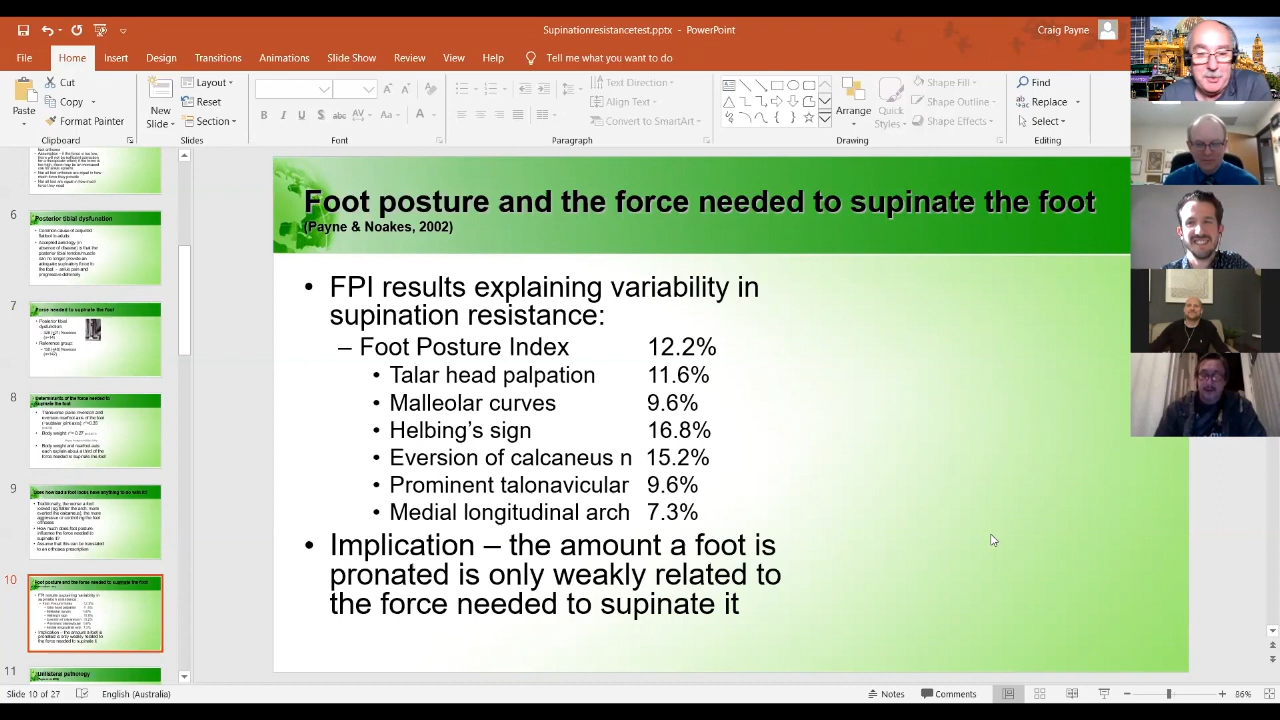 Supinationresistancetest.pptx - PowerPoint
Craig Payne
File Home Insert Design Transitions Animations Slide Show Review View Help Tell me what you want to do
Paste
Cut
Copy
Format Painter
Clipboard
New
Slide
Layout
Reset
Section
Slides
B I U S abc AV Aa A
Font
Text Direction
Align Text
Convert to SmartArt
Paragraph
Arrange
Quick
Styles
Shape Fill
Shape Outline
Shape Effects
Drawing
Find
Replace
Select
Editing
6
Posterior tibial dysfunction
7
Force needed to supinate the foot
8
Determinants of the force needed to
supinate the foot
9
Does how bad a foot looks have anything to do with it?
10
Foot posture and the force needed to supinate the foot
11
Unilateral pathology
Foot posture and the force needed to supinate the foot
(Payne & Noakes, 2002)
• FPI results explaining variability in
supination resistance:
– Foot Posture Index 12.2%
• Talar head palpation 11.6%
• Malleolar curves 9.6%
• Helbing's sign 16.8%
• Eversion of calcaneus n 15.2%
• Prominent talonavicular 9.6%
• Medial longitudinal arch 7.3%
• Implication – the amount a foot is
pronated is only weakly related to
the force needed to supinate it
Slide 10 of 27 English (Australia)
Notes Comments 86%